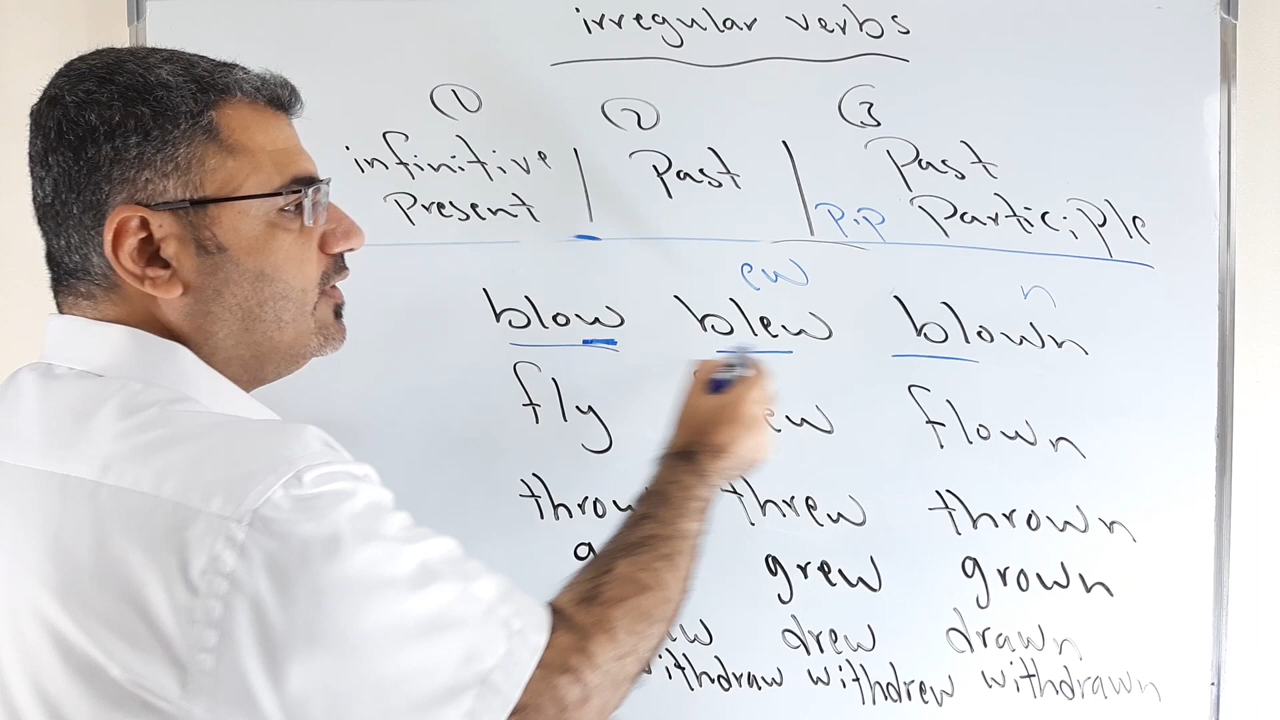 irregular verbs
① ② ③
infinitive | Past | Past
Present P.P Participle
ew n
blow blew blown
fly flown
threw thrown
grew grown
drew drawn
withdraw withdrew withdrawn